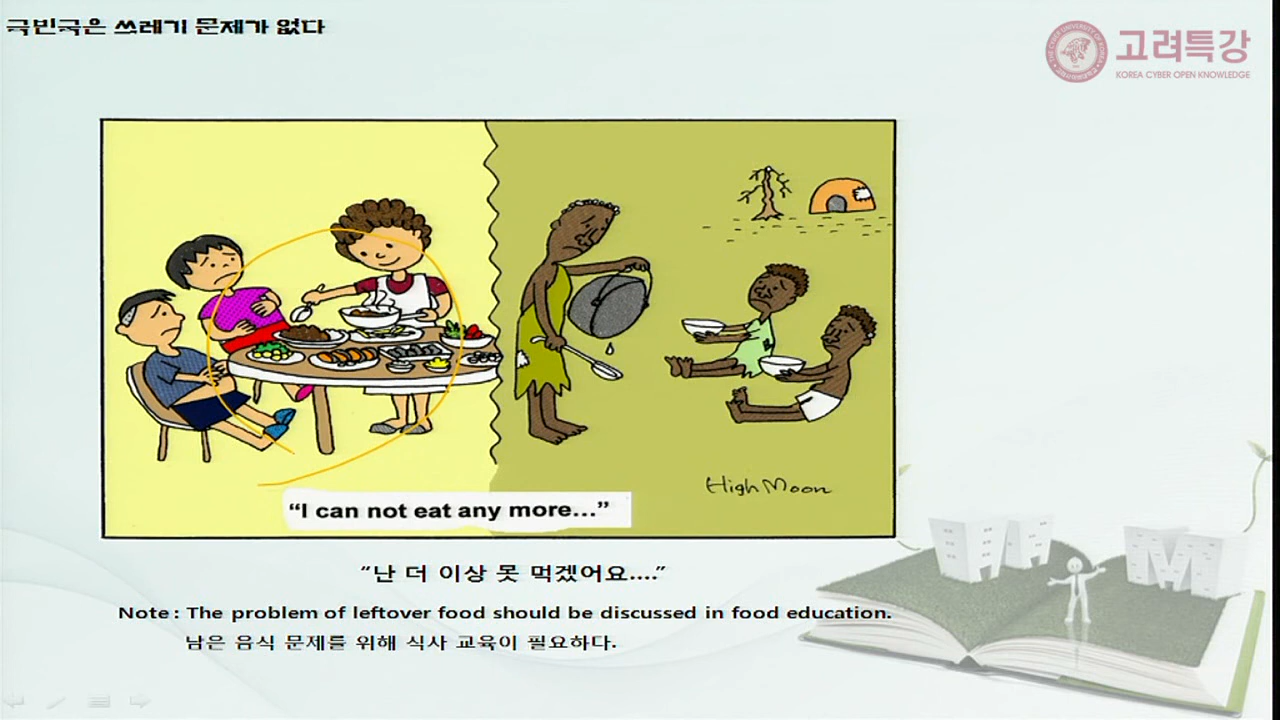 극빈국은 쓰레기 문제가 없다
고려특강
KOREA CYBER OPEN KNOWLEDGE
High Moon
“I can not eat any more...”
“난 더 이상 못 먹겠어요....”
Note : The problem of leftover food should be discussed in food education.
남은 음식 문제를 위해 식사 교육이 필요하다.